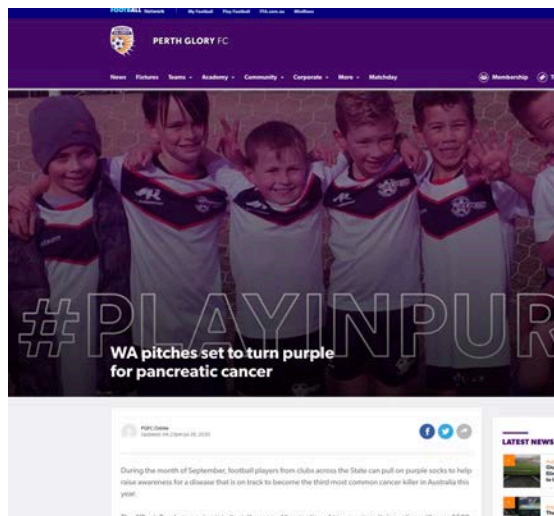 FOOTBALL Network My Football Play Football FFA.com.au MiniRoos
PERTH GLORY FC
News Fixtures Teams Academy Community Corporate More Matchday Membership
#PLAYINPUR
WA pitches set to turn purple
for pancreatic cancer
LATEST NEWS
During the month of September, football players from clubs across the State can pull on purple socks to help
raise awareness for a disease that is on track to become the third most common cancer killer in Australia this
year.